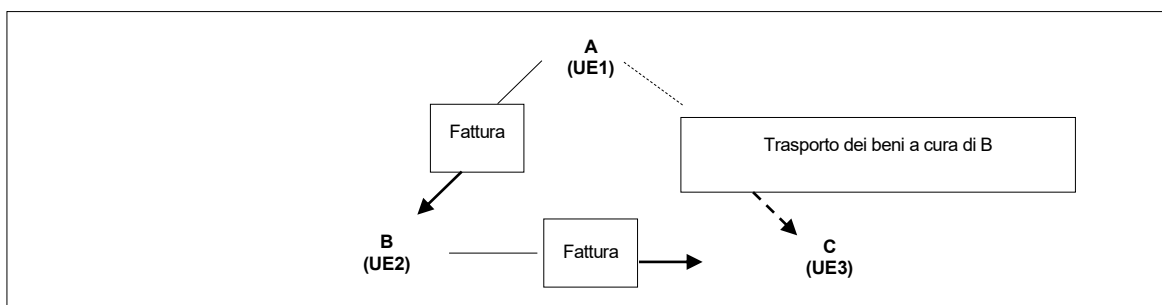 A
(UE1)
Fattura
Trasporto dei beni a cura di B
B
(UE2)
Fattura
C
(UE3)